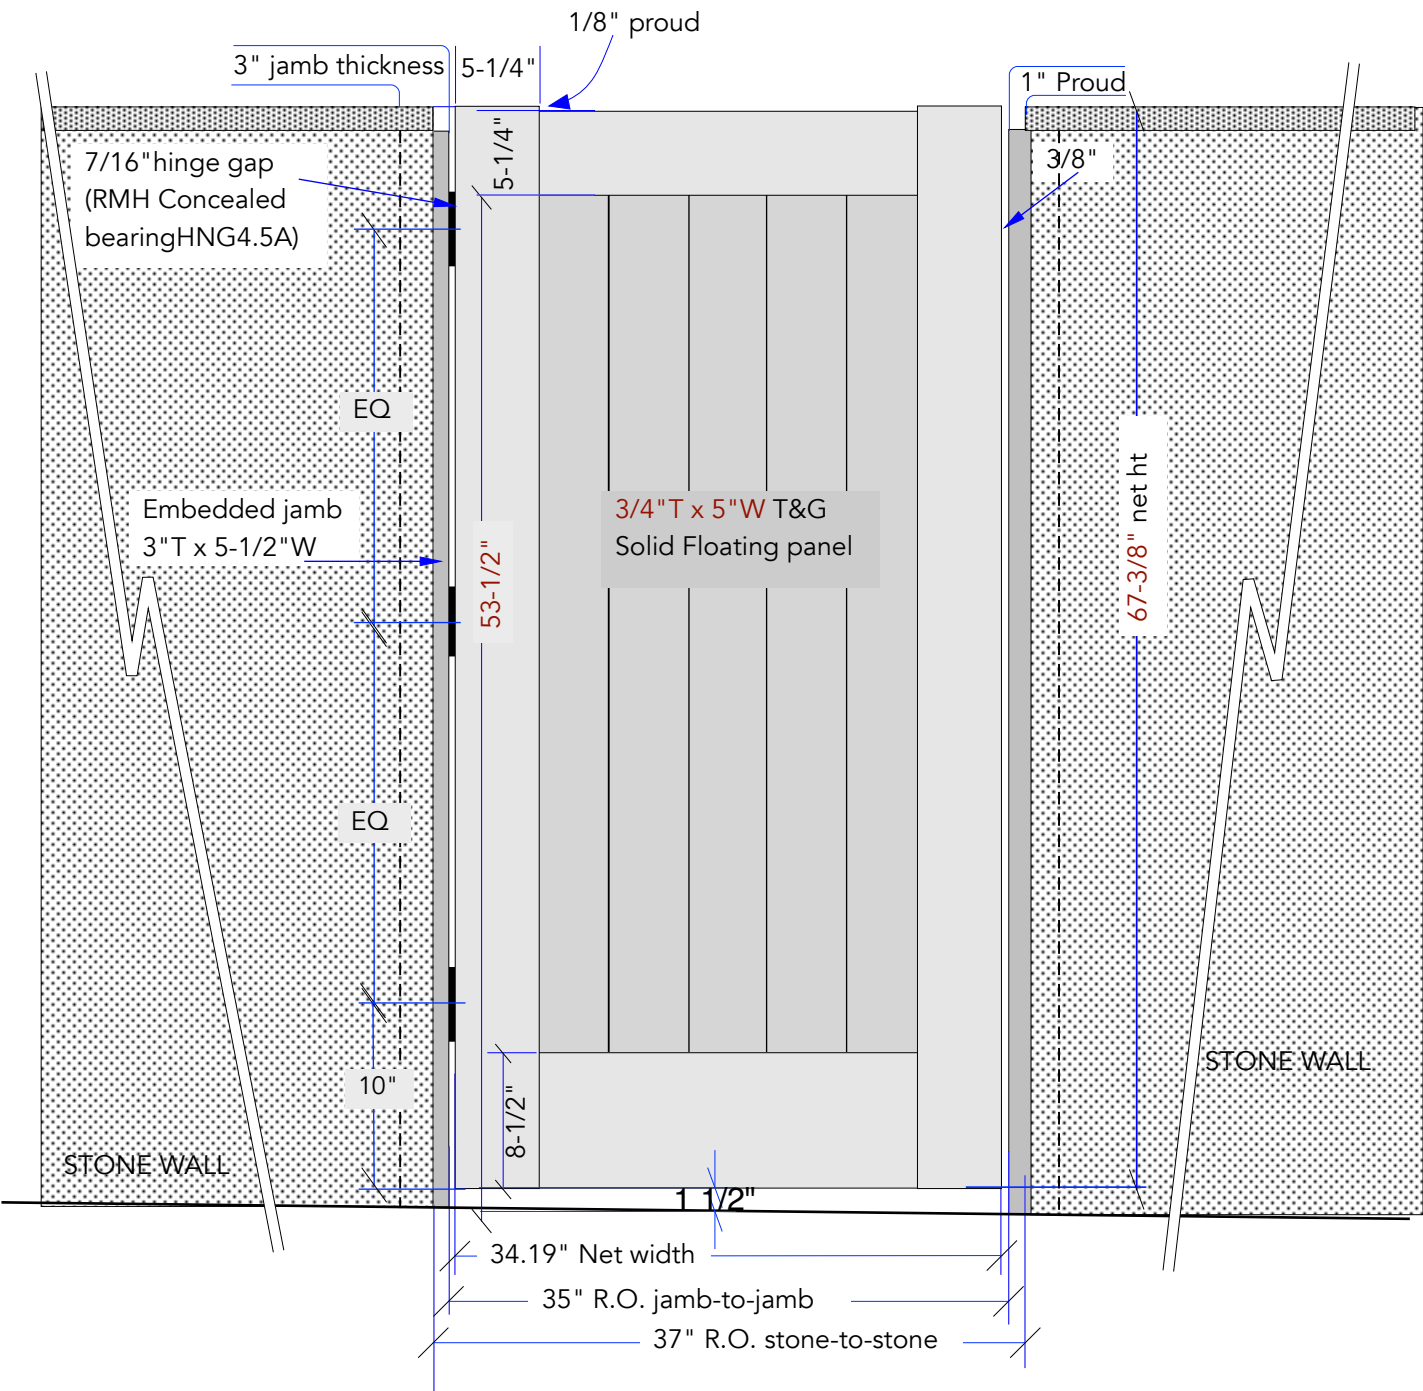 1/8" proud
3" jamb thickness
5-1/4"
1" Proud
5-1/4"
7/16"hinge gap
(RMH Concealed
bearingHNG4.5A)
3/8"
EQ
Embedded jamb
3"T x 5-1/2"W
53-1/2"
3/4"T x 5"W T&G
Solid Floating panel
67-3/8" net ht
EQ
10"
8-1/2"
STONE WALL
STONE WALL
1 1/2"
34.19" Net width
35" R.O. jamb-to-jamb
37" R.O. stone-to-stone